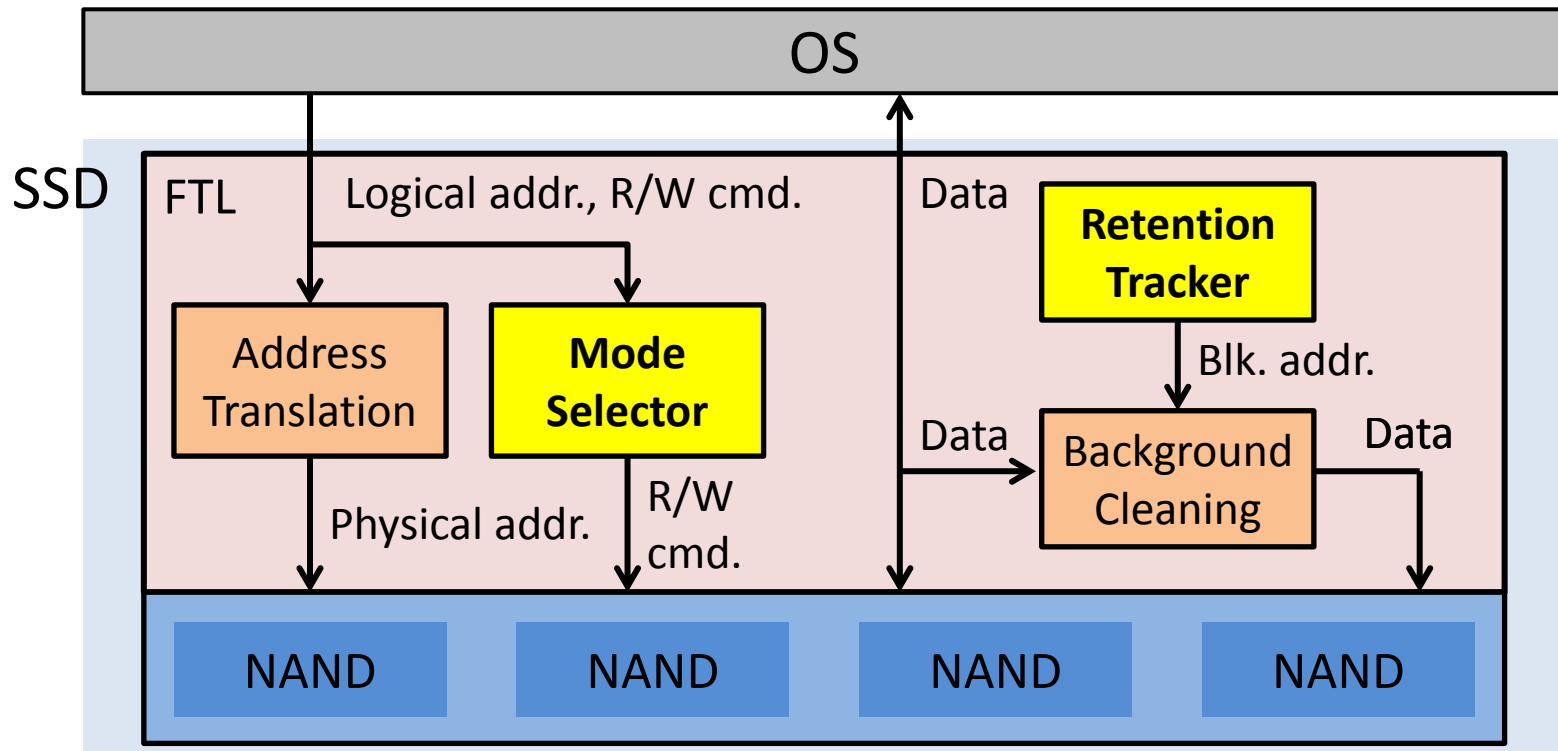 OS
SSD
FTL
Logical addr., R/W cmd.
Data
Retention
Tracker
Address
Translation
Mode
Selector
Blk. addr.
Data
Background
Cleaning
Data
Physical addr.
R/W
cmd.
NAND
NAND
NAND
NAND